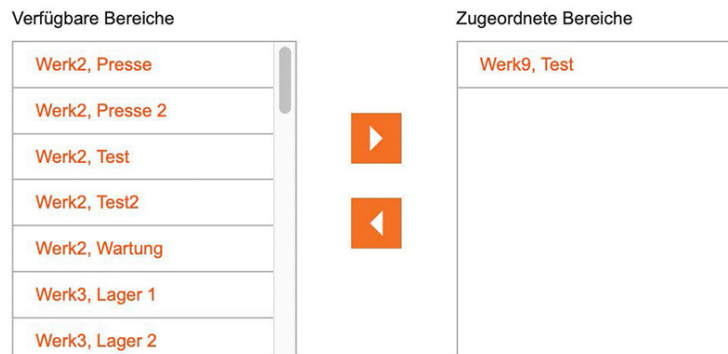 Verfügbare Bereiche
Werk2, Presse
Werk2, Presse 2
Werk2, Test
Werk2, Test2
Werk2, Wartung
Werk3, Lager 1
Werk3, Lager 2
Zugeordnete Bereiche
Werk9, Test